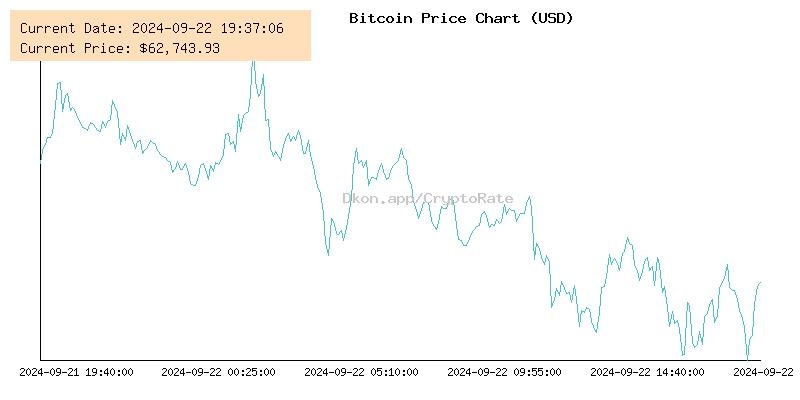 Bitcoin Price Chart (USD)
Current Date: 2024-09-22 19:37:06
Current Price: $62,743.93
Dkon.app/CryptoRate
2024-09-21 19:40:00 2024-09-22 00:25:00 2024-09-22 05:10:00 2024-09-22 09:55:00 2024-09-22 14:40:00 2024-09-22